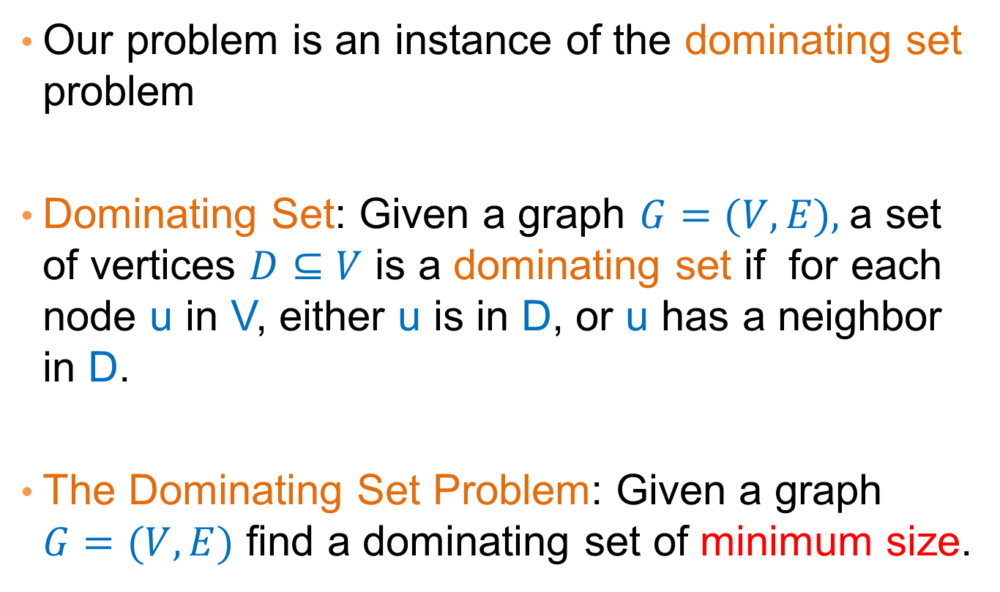 • Our problem is an instance of the dominating set
problem
• Dominating Set: Given a graph G = (V, E), a set
of vertices D ⊆ V is a dominating set if for each
node u in V, either u is in D, or u has a neighbor
in D.
• The Dominating Set Problem: Given a graph
G = (V, E) find a dominating set of minimum size.